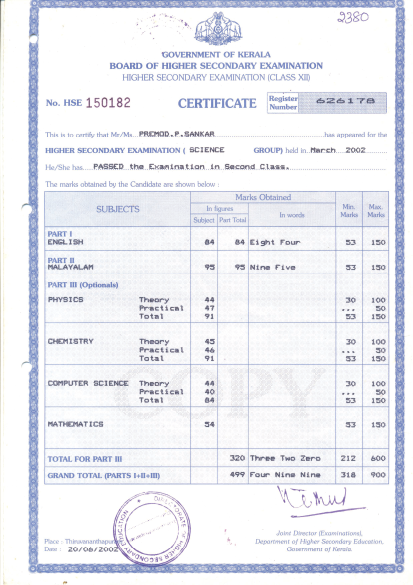 2380
GOVERNMENT OF KERALA
BOARD OF HIGHER SECONDARY EXAMINATION
HIGHER SECONDARY EXAMINATION (CLASS XII)
No. HSE 150182 CERTIFICATE Register Number 626178
This is to certify that Mr/Ms. PREMOD.P.SANKAR has appeared for the
HIGHER SECONDARY EXAMINATION ( SCIENCE GROUP) held in March 2002
He/She has PASSED the Examination in Second Class.
The marks obtained by the Candidate are shown below :
SUBJECTS Marks Obtained Min. Marks Max. Marks
In figures In words
Subject Part Total
PART I
ENGLISH 84 84 Eight Four 53 150
PART II
MALAYALAM 95 95 Nine Five 53 150
PART III (Optionals)
PHYSICS Theory 44 30 100
Practical 47 ... 50
Total 91 53 150
CHEMISTRY Theory 45 30 100
Practical 46 ... 50
Total 91 53 150
COMPUTER SCIENCE Theory 44 30 100
Practical 40 ... 50
Total 84 53 150
COPY
MATHEMATICS 54 53 150
TOTAL FOR PART III 320 Three Two Zero 212 600
GRAND TOTAL (PARTS I+II+III) 499 Four Nine Nine 318 900
Place : Thiruvananthapuram
Date : 20/06/2002
Joint Director (Examinations),
Department of Higher Secondary Education,
Government of Kerala.